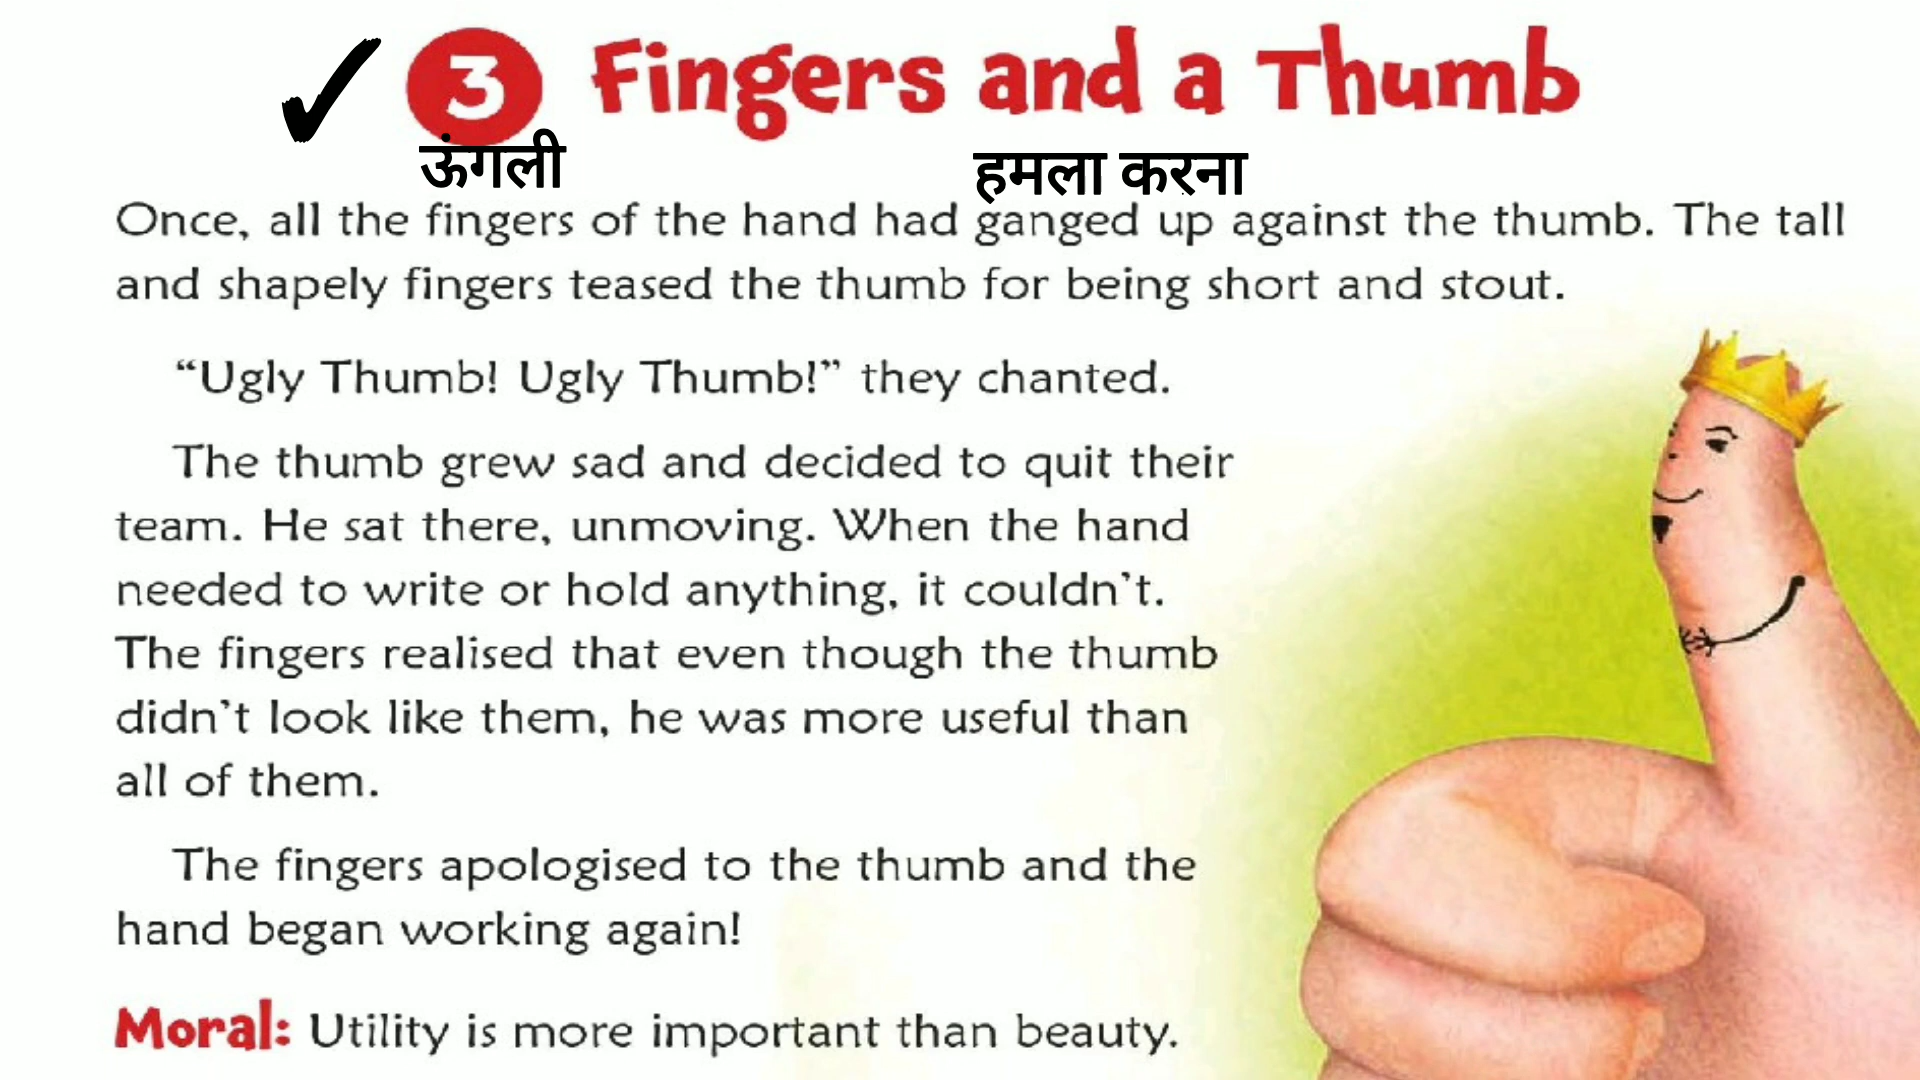 3 Fingers and a Thumb
ऊंगली हमला करना
Once, all the fingers of the hand had ganged up against the thumb. The tall
and shapely fingers teased the thumb for being short and stout.
“Ugly Thumb! Ugly Thumb!” they chanted.
The thumb grew sad and decided to quit their
team. He sat there, unmoving. When the hand
needed to write or hold anything, it couldn’t.
The fingers realised that even though the thumb
didn’t look like them, he was more useful than
all of them.
The fingers apologised to the thumb and the
hand began working again!
Moral: Utility is more important than beauty.